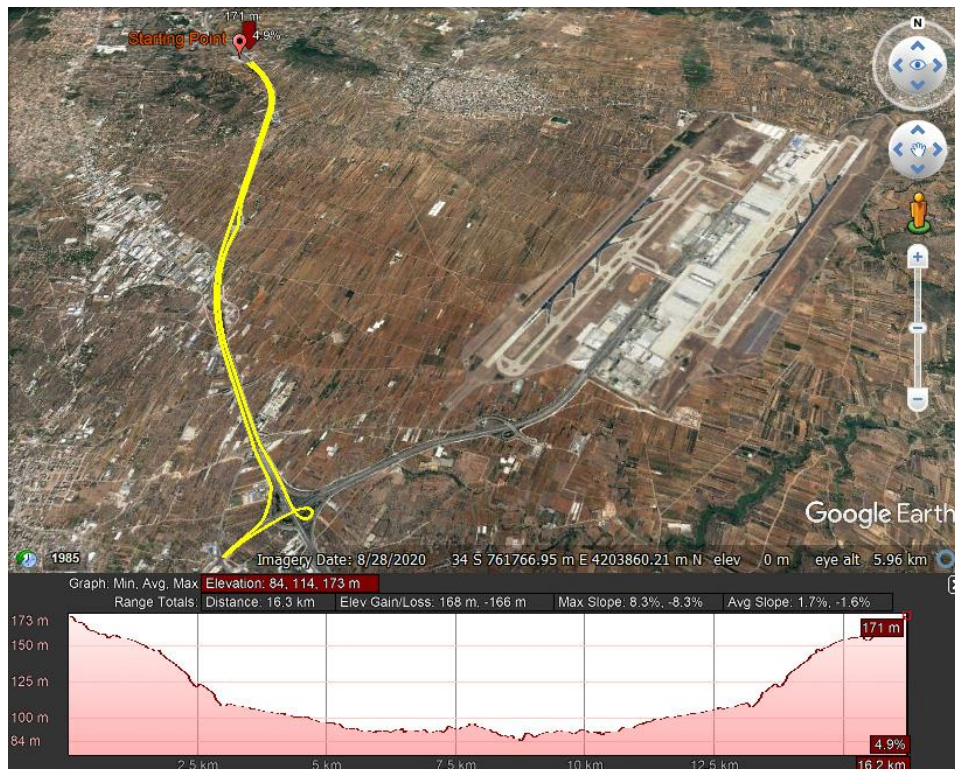 171 m
4.9%
Starting Point
N
Google Earth
1985
Imagery Date: 8/28/2020 34 S 761766.95 m E 4203860.21 m N elev 0 m eye alt 5.96 km
Graph: Min, Avg, Max Elevation: 84, 114, 173 m
Range Totals: Distance: 16.3 km Elev Gain/Loss: 168 m, -166 m Max Slope: 8.3%, -8.3% Avg Slope: 1.7%, -1.6%
173 m
171 m
150 m
125 m
100 m
84 m
4.9%
2.5 km 5 km 7.5 km 10 km 12.5 km 16.2 km